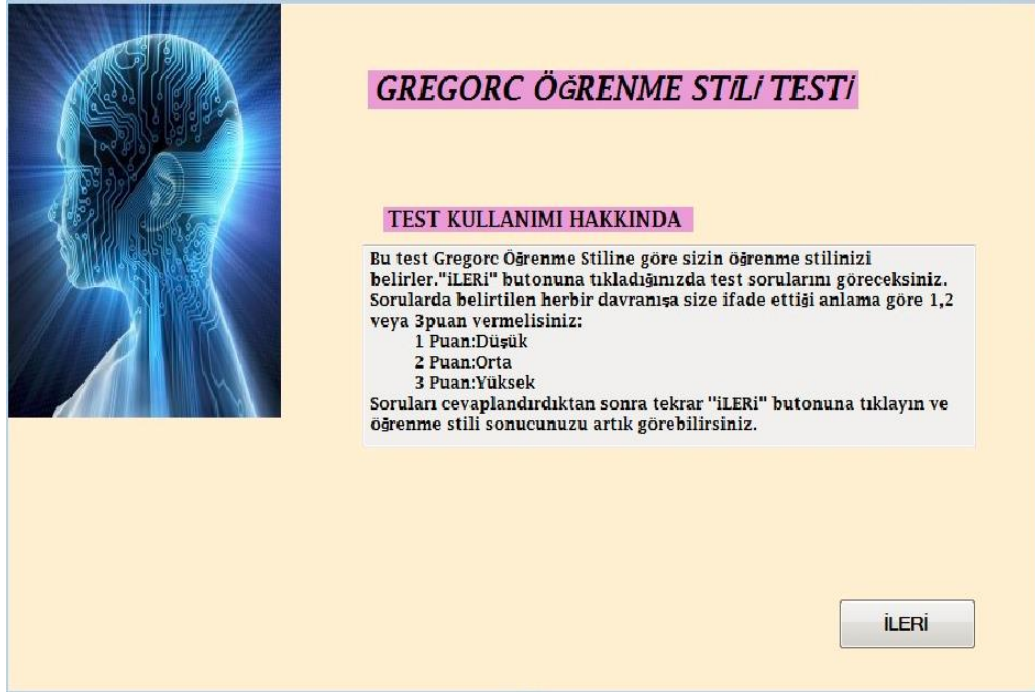 GREGORC ÖĞRENME STİLİ TESTİ
TEST KULLANIMI HAKKINDA
Bu test Gregorc Öğrenme Stiline göre sizin öğrenme stilinizi
belirler."iLERi" butonuna tıkladığınızda test sorularını göreceksiniz.
Sorularda belirtilen herbir davranışa size ifade ettiği anlama göre 1,2
veya 3puan vermelisiniz:
1 Puan:Düşük
2 Puan:Orta
3 Puan:Yüksek
Soruları cevaplandırdıktan sonra tekrar "iLERi" butonuna tıklayın ve
öğrenme stili sonucunuzu artık görebilirsiniz.
İLERİ